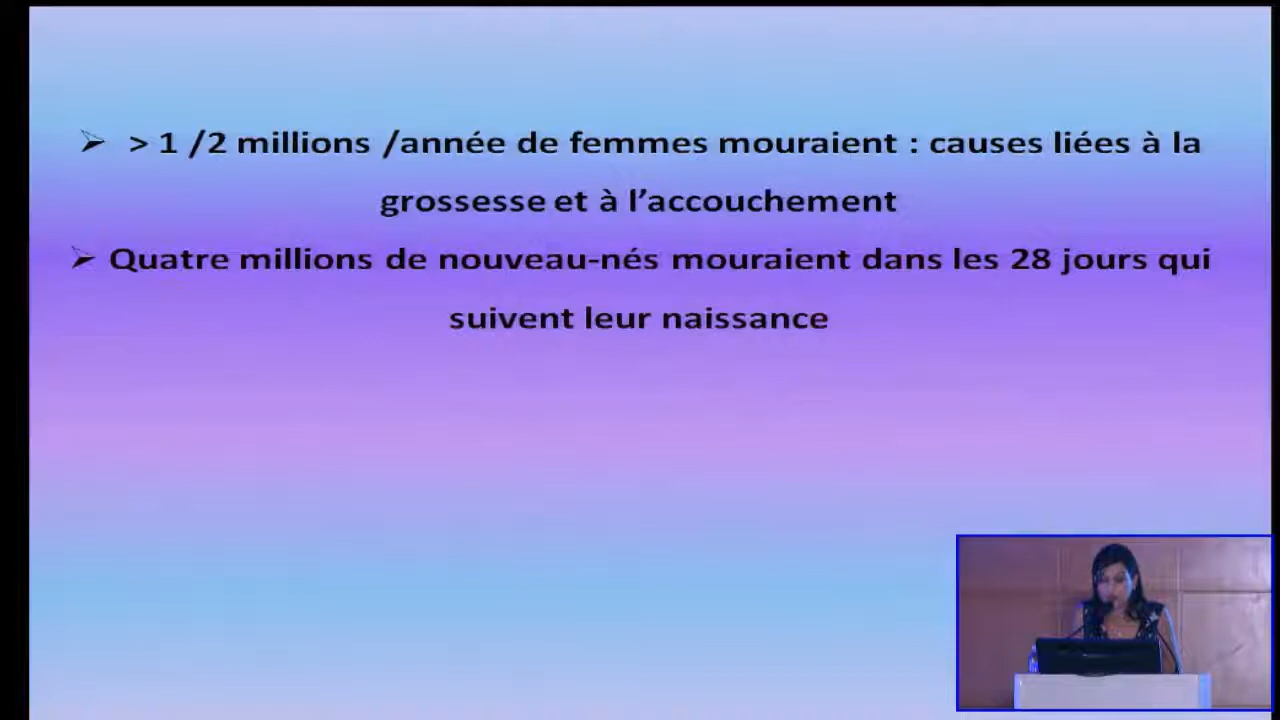 ➢ > 1 /2 millions /année de femmes mouraient : causes liées à la
grossesse et à l’accouchement
➢ Quatre millions de nouveau-nés mouraient dans les 28 jours qui
suivent leur naissance